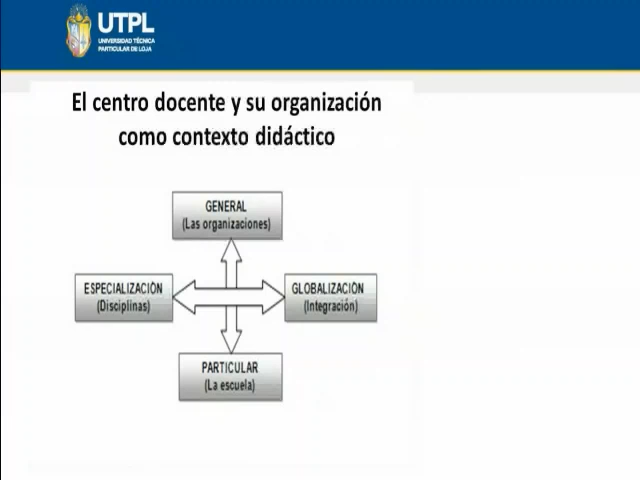 UTPL
UNIVERSIDAD TÉCNICA
PARTICULAR DE LOJA
El centro docente y su organización
como contexto didáctico
GENERAL
(Las organizaciones)
ESPECIALIZACIÓN
(Disciplinas)
GLOBALIZACIÓN
(Integración)
PARTICULAR
(La escuela)